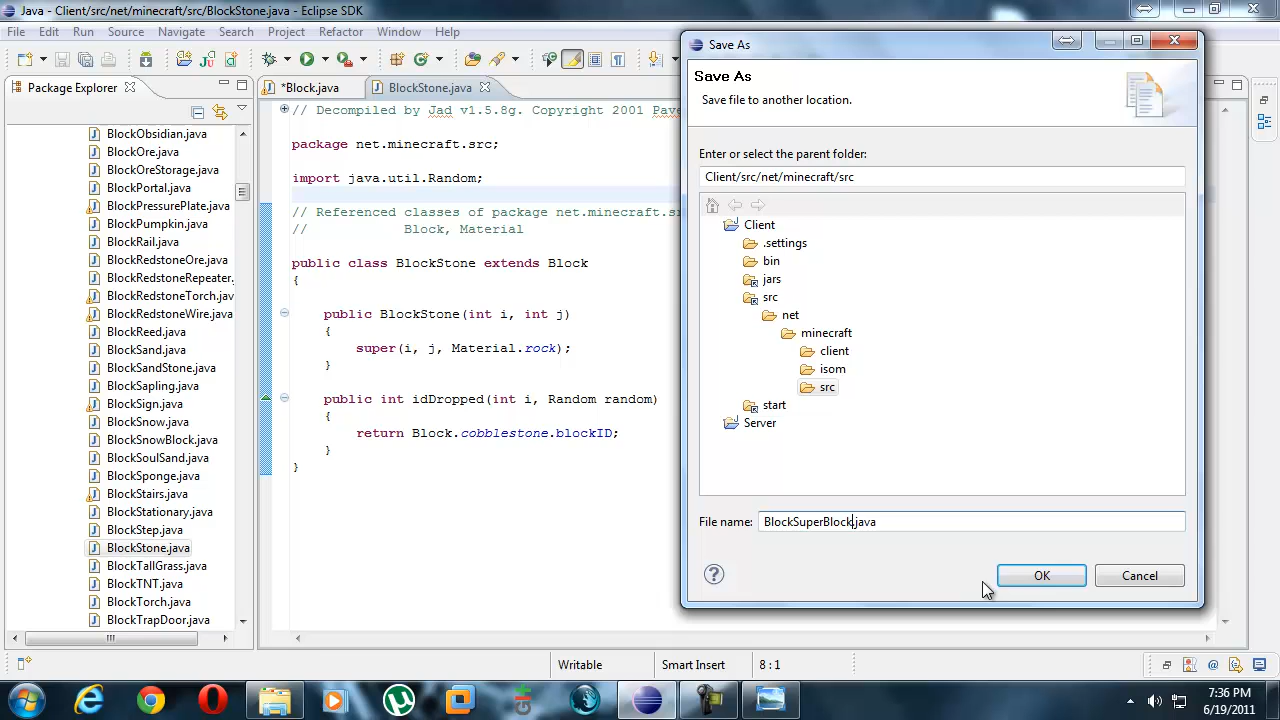 Java - Client/src/net/minecraft/src/BlockStone.java - Eclipse SDK
File Edit Run Source Navigate Search Project Refactor Window Help
Package Explorer
*Block.java
BlockStone.java
BlockObsidian.java
BlockOre.java
BlockOreStorage.java
BlockPortal.java
BlockPressurePlate.java
BlockPumpkin.java
BlockRail.java
BlockRedstoneOre.java
BlockRedstoneRepeater.
BlockRedstoneTorch.java
BlockRedstoneWire.java
BlockReed.java
BlockSand.java
BlockSandStone.java
BlockSapling.java
BlockSign.java
BlockSnow.java
BlockSnowBlock.java
BlockSoulSand.java
BlockSponge.java
BlockStairs.java
BlockStationary.java
BlockStep.java
BlockStone.java
BlockTallGrass.java
BlockTNT.java
BlockTorch.java
BlockTrapDoor.java
// Decompiled by Jad v1.5.8g. Copyright 2001 Pave
package net.minecraft.src;
import java.util.Random;
// Referenced classes of package net.minecraft.sr
// Block, Material
public class BlockStone extends Block
{
public BlockStone(int i, int j)
{
super(i, j, Material.rock);
}
public int idDropped(int i, Random random)
{
return Block.cobblestone.blockID;
}
}
Save As
Save As
Save file to another location.
Enter or select the parent folder:
Client/src/net/minecraft/src
Client
.settings
bin
jars
src
net
minecraft
client
isom
src
start
Server
File name: BlockSuperBlock.java
OK Cancel
Writable Smart Insert 8 : 1
7:36 PM
6/19/2011